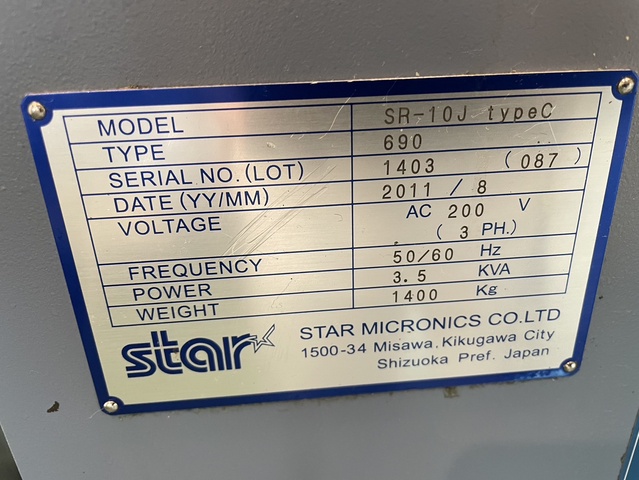 MODEL SR-10J typeC
TYPE 690
SERIAL NO.(LOT) 1403 (087)
DATE (YY/MM) 2011 / 8
VOLTAGE AC 200 V
( 3 PH.)
FREQUENCY 50/60 Hz
POWER 3.5 KVA
WEIGHT 1400 Kg
star STAR MICRONICS CO.LTD
1500-34 Misawa.Kikugawa City
Shizuoka Pref. Japan